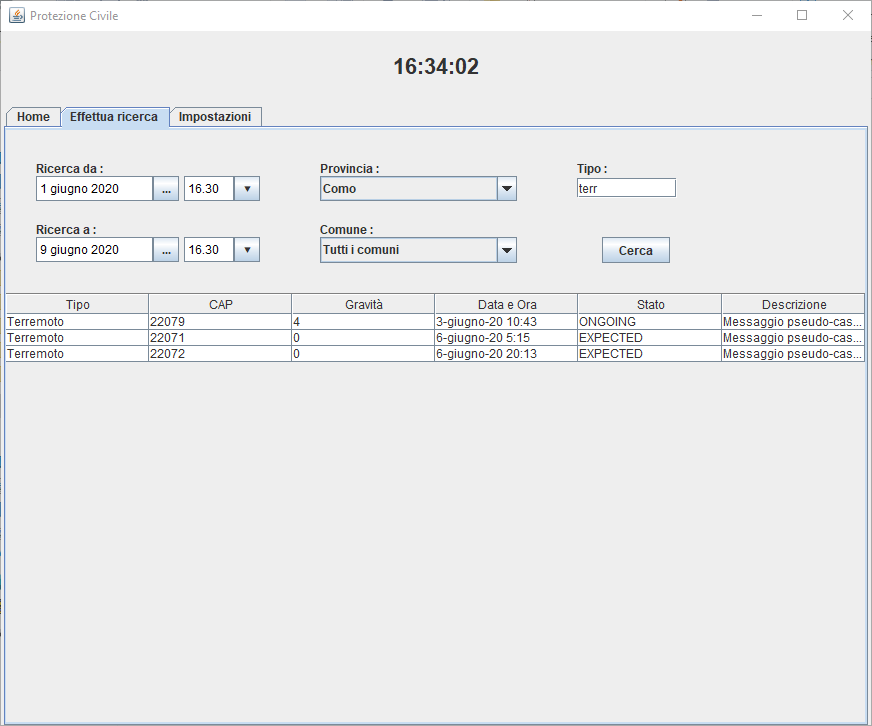 Protezione Civile
16:34:02
Home Effettua ricerca Impostazioni
Ricerca da : Provincia : Tipo :
1 giugno 2020 ... 16.30 Como terr
Ricerca a : Comune :
9 giugno 2020 ... 16.30 Tutti i comuni Cerca
Tipo CAP Gravità Data e Ora Stato Descrizione
Terremoto 22079 4 3-giugno-20 10:43 ONGOING Messaggio pseudo-cas...
Terremoto 22071 0 6-giugno-20 5:15 EXPECTED Messaggio pseudo-cas...
Terremoto 22072 0 6-giugno-20 20:13 EXPECTED Messaggio pseudo-cas...